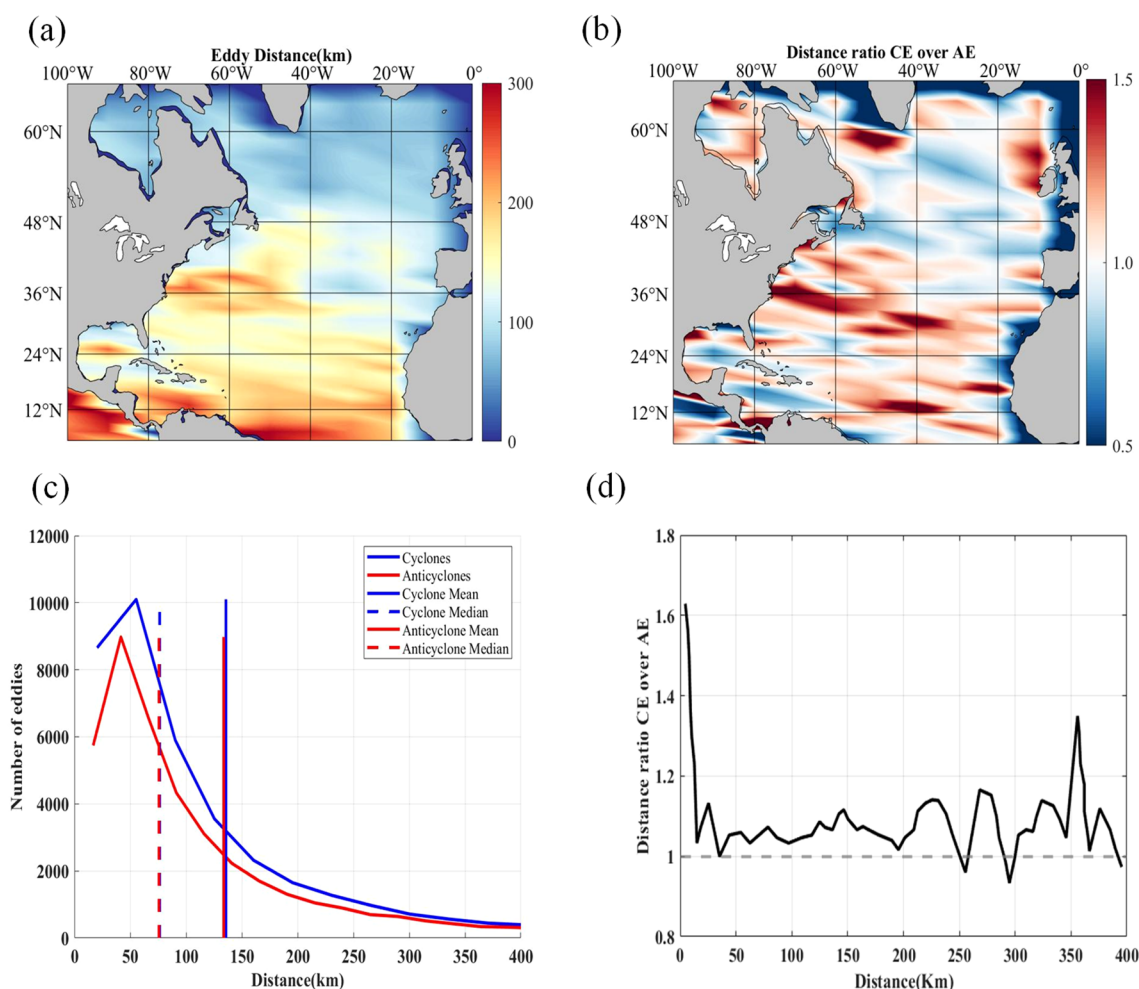 (a)
Eddy Distance(km)
100°W 80°W 60°W 40°W 20°W 0°
60°N
48°N
36°N
24°N
12°N
300
200
100
0
(b)
Distance ratio CE over AE
100°W 80°W 60°W 40°W 20°W 0°
60°N
48°N
36°N
24°N
12°N
1.5
1.0
0.5
(c)
12000
10000
8000
6000
4000
2000
0
Number of eddies
Cyclones
Anticyclones
Cyclone Mean
Cyclone Median
Anticyclone Mean
Anticyclone Median
0 50 100 150 200 250 300 350 400
Distance(km)
(d)
1.8
1.6
1.4
1.2
1
0.8
Distance ratio CE over AE
0 50 100 150 200 250 300 350 400
Distance(Km)